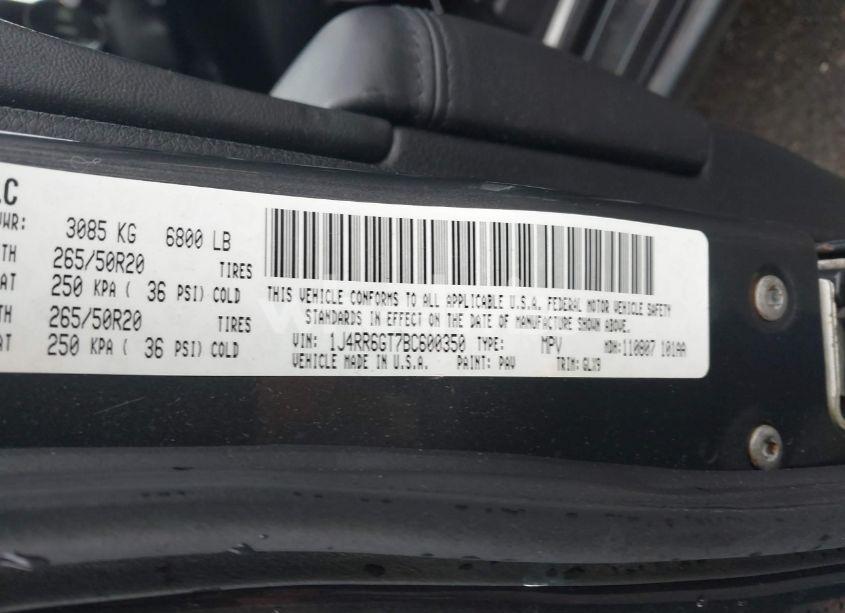 LC
VWR: 3085 KG 6800 LB
TH 265/50R20 TIRES
AT 250 KPA ( 36 PSI) COLD
TH 265/50R20 TIRES
AT 250 KPA ( 36 PSI) COLD
THIS VEHICLE CONFORMS TO ALL APPLICABLE U.S.A. FEDERAL MOTOR VEHICLE SAFETY
STANDARDS IN EFFECT ON THE DATE OF MANUFACTURE SHOWN ABOVE.
VIN: 1J4RR6GT7BC600350 TYPE: MPV MDH: 110807 101AA
VEHICLE MADE IN U.S.A. PAINT: PAV TRIM: GLX9